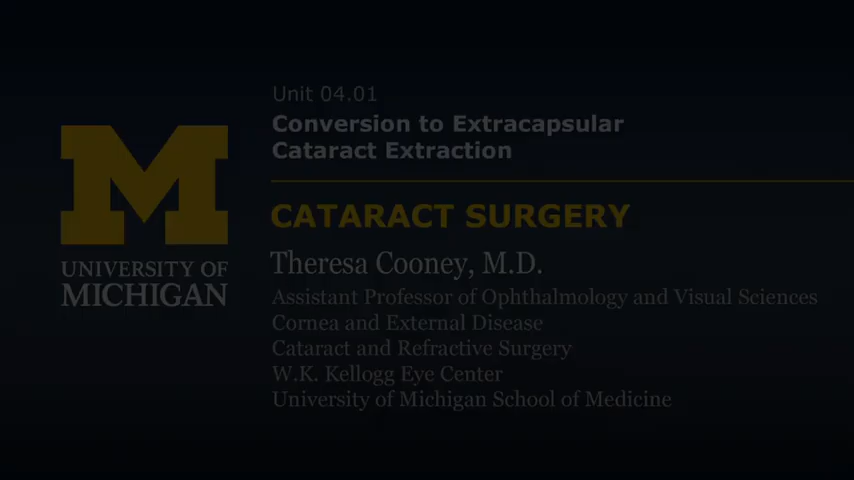 Unit 04.01
Conversion to Extracapsular
Cataract Extraction
CATARACT SURGERY
Theresa Cooney, M.D.
Assistant Professor of Ophthalmology and Visual Sciences
Cornea and External Disease
Cataract and Refractive Surgery
W.K. Kellogg Eye Center
University of Michigan School of Medicine
M
UNIVERSITY OF
MICHIGAN